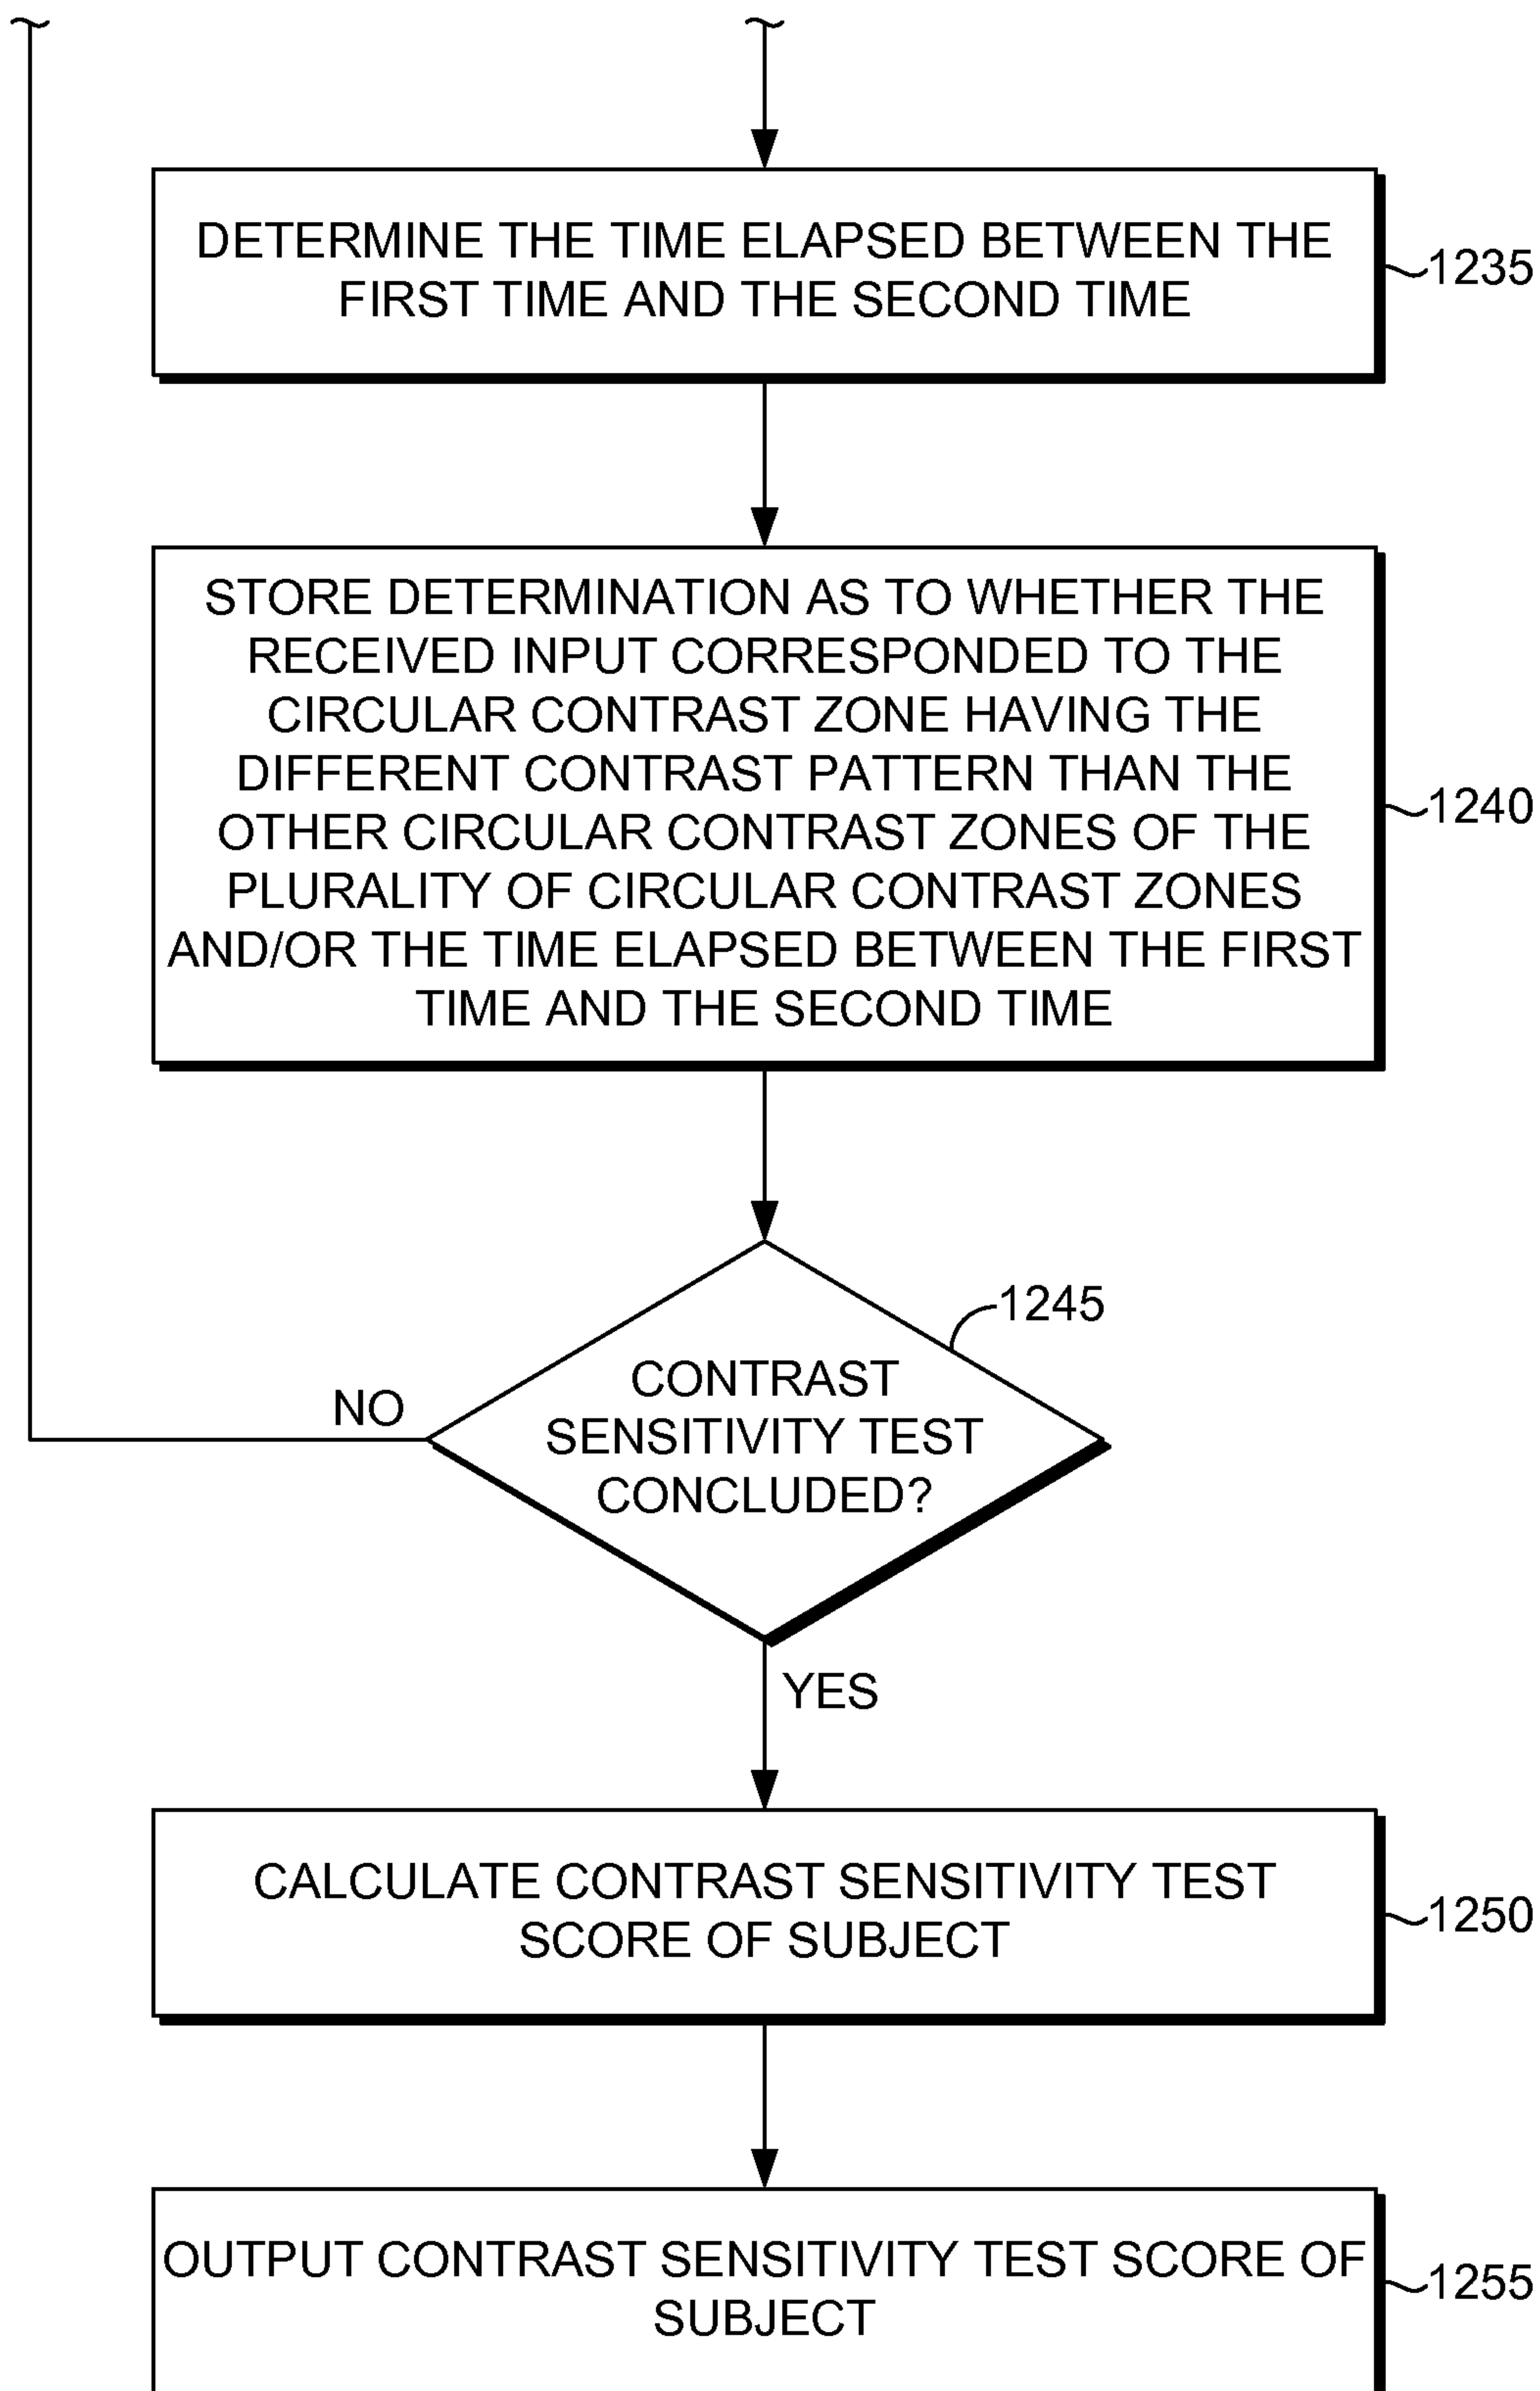 DETERMINE THE TIME ELAPSED BETWEEN THE
FIRST TIME AND THE SECOND TIME
1235
STORE DETERMINATION AS TO WHETHER THE
RECEIVED INPUT CORRESPONDED TO THE
CIRCULAR CONTRAST ZONE HAVING THE
DIFFERENT CONTRAST PATTERN THAN THE
OTHER CIRCULAR CONTRAST ZONES OF THE
PLURALITY OF CIRCULAR CONTRAST ZONES
AND/OR THE TIME ELAPSED BETWEEN THE FIRST
TIME AND THE SECOND TIME
1240
1245
CONTRAST
SENSITIVITY TEST
CONCLUDED?
NO
YES
CALCULATE CONTRAST SENSITIVITY TEST
SCORE OF SUBJECT
1250
OUTPUT CONTRAST SENSITIVITY TEST SCORE OF
SUBJECT
1255